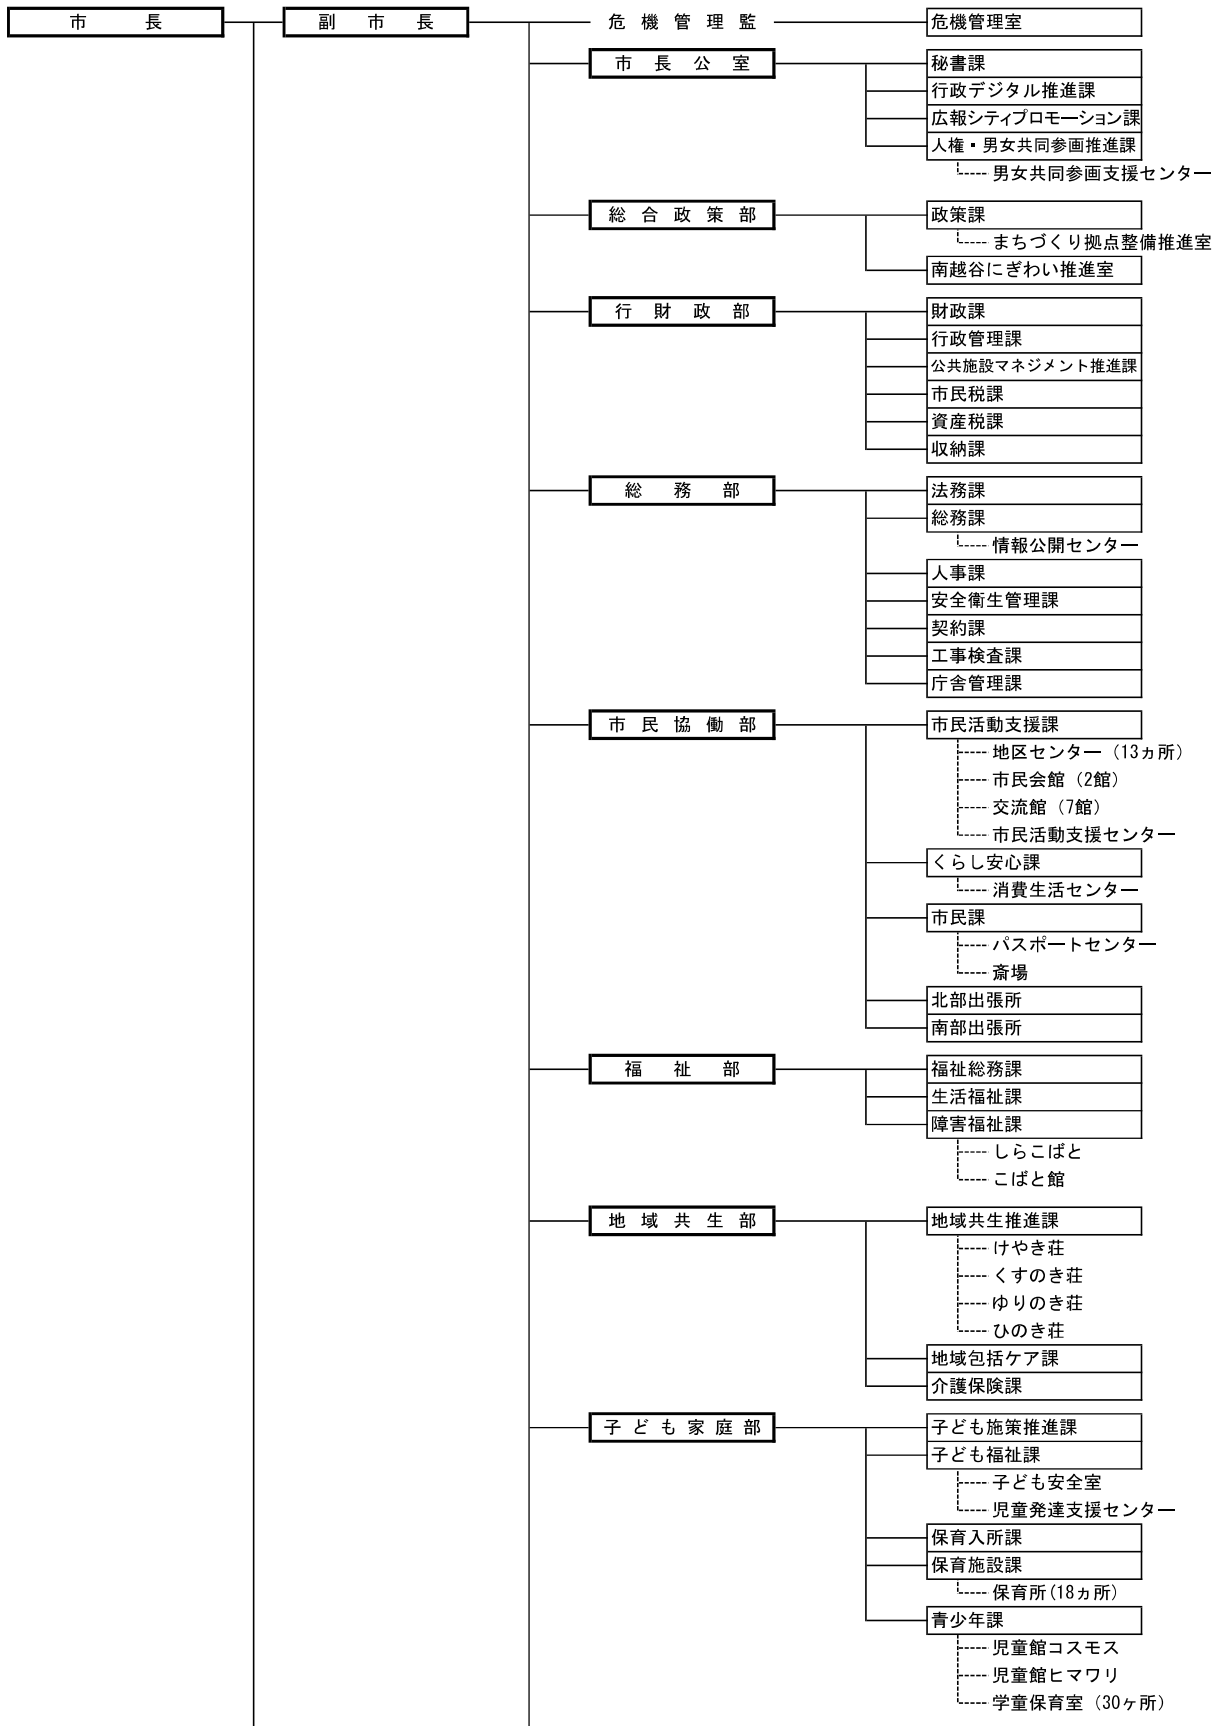 市長
副市長
危機管理監
危機管理室
市長公室
秘書課
行政デジタル推進課
広報シティプロモーション課
人権・男女共同参画推進課
男女共同参画支援センター
総合政策部
政策課
まちづくり拠点整備推進室
南越谷にぎわい推進室
行財政部
財政課
行政管理課
公共施設マネジメント推進課
市民税課
資産税課
収納課
総務部
法務課
総務課
情報公開センター
人事課
安全衛生管理課
契約課
工事検査課
庁舎管理課
市民協働部
市民活動支援課
地区センター（13ヵ所）
市民会館（2館）
交流館（7館）
市民活動支援センター
くらし安心課
消費生活センター
市民課
パスポートセンター
斎場
北部出張所
南部出張所
福祉部
福祉総務課
生活福祉課
障害福祉課
しらこばと
こばと館
地域共生部
地域共生推進課
けやき荘
くすのき荘
ゆりのき荘
ひのき荘
地域包括ケア課
介護保険課
子ども家庭部
子ども施策推進課
子ども福祉課
子ども安全室
児童発達支援センター
保育入所課
保育施設課
保育所(18ヵ所)
青少年課
児童館コスモス
児童館ヒマワリ
学童保育室（30ヶ所）